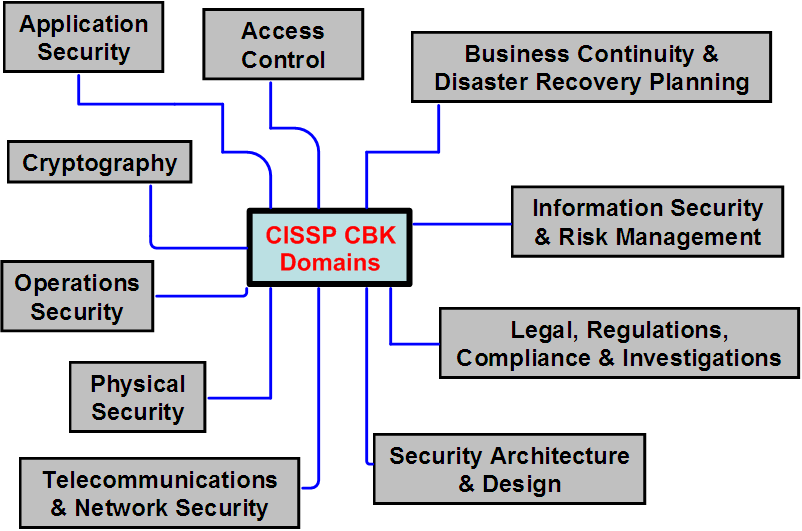 Application
Security
Access
Control
Business Continuity &
Disaster Recovery Planning
Cryptography
CISSP CBK
Domains
Information Security
& Risk Management
Operations
Security
Legal, Regulations,
Compliance & Investigations
Physical
Security
Security Architecture
& Design
Telecommunications
& Network Security